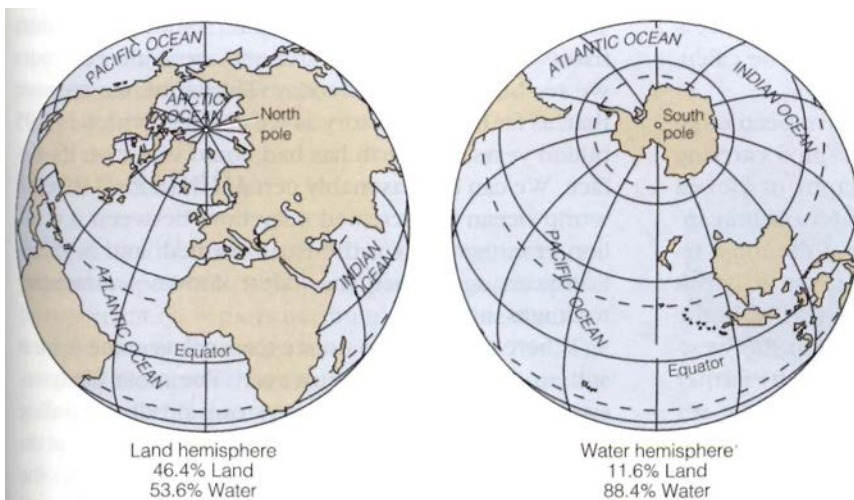 PACIFIC OCEAN
ARCTIC
OCEAN
North
pole
ATLANTIC OCEAN
INDIAN
OCEAN
Equator
Land hemisphere
46.4% Land
53.6% Water
ATLANTIC OCEAN
INDIAN OCEAN
South
pole
PACIFIC OCEAN
Equator
Water hemisphere
11.6% Land
88.4% Water